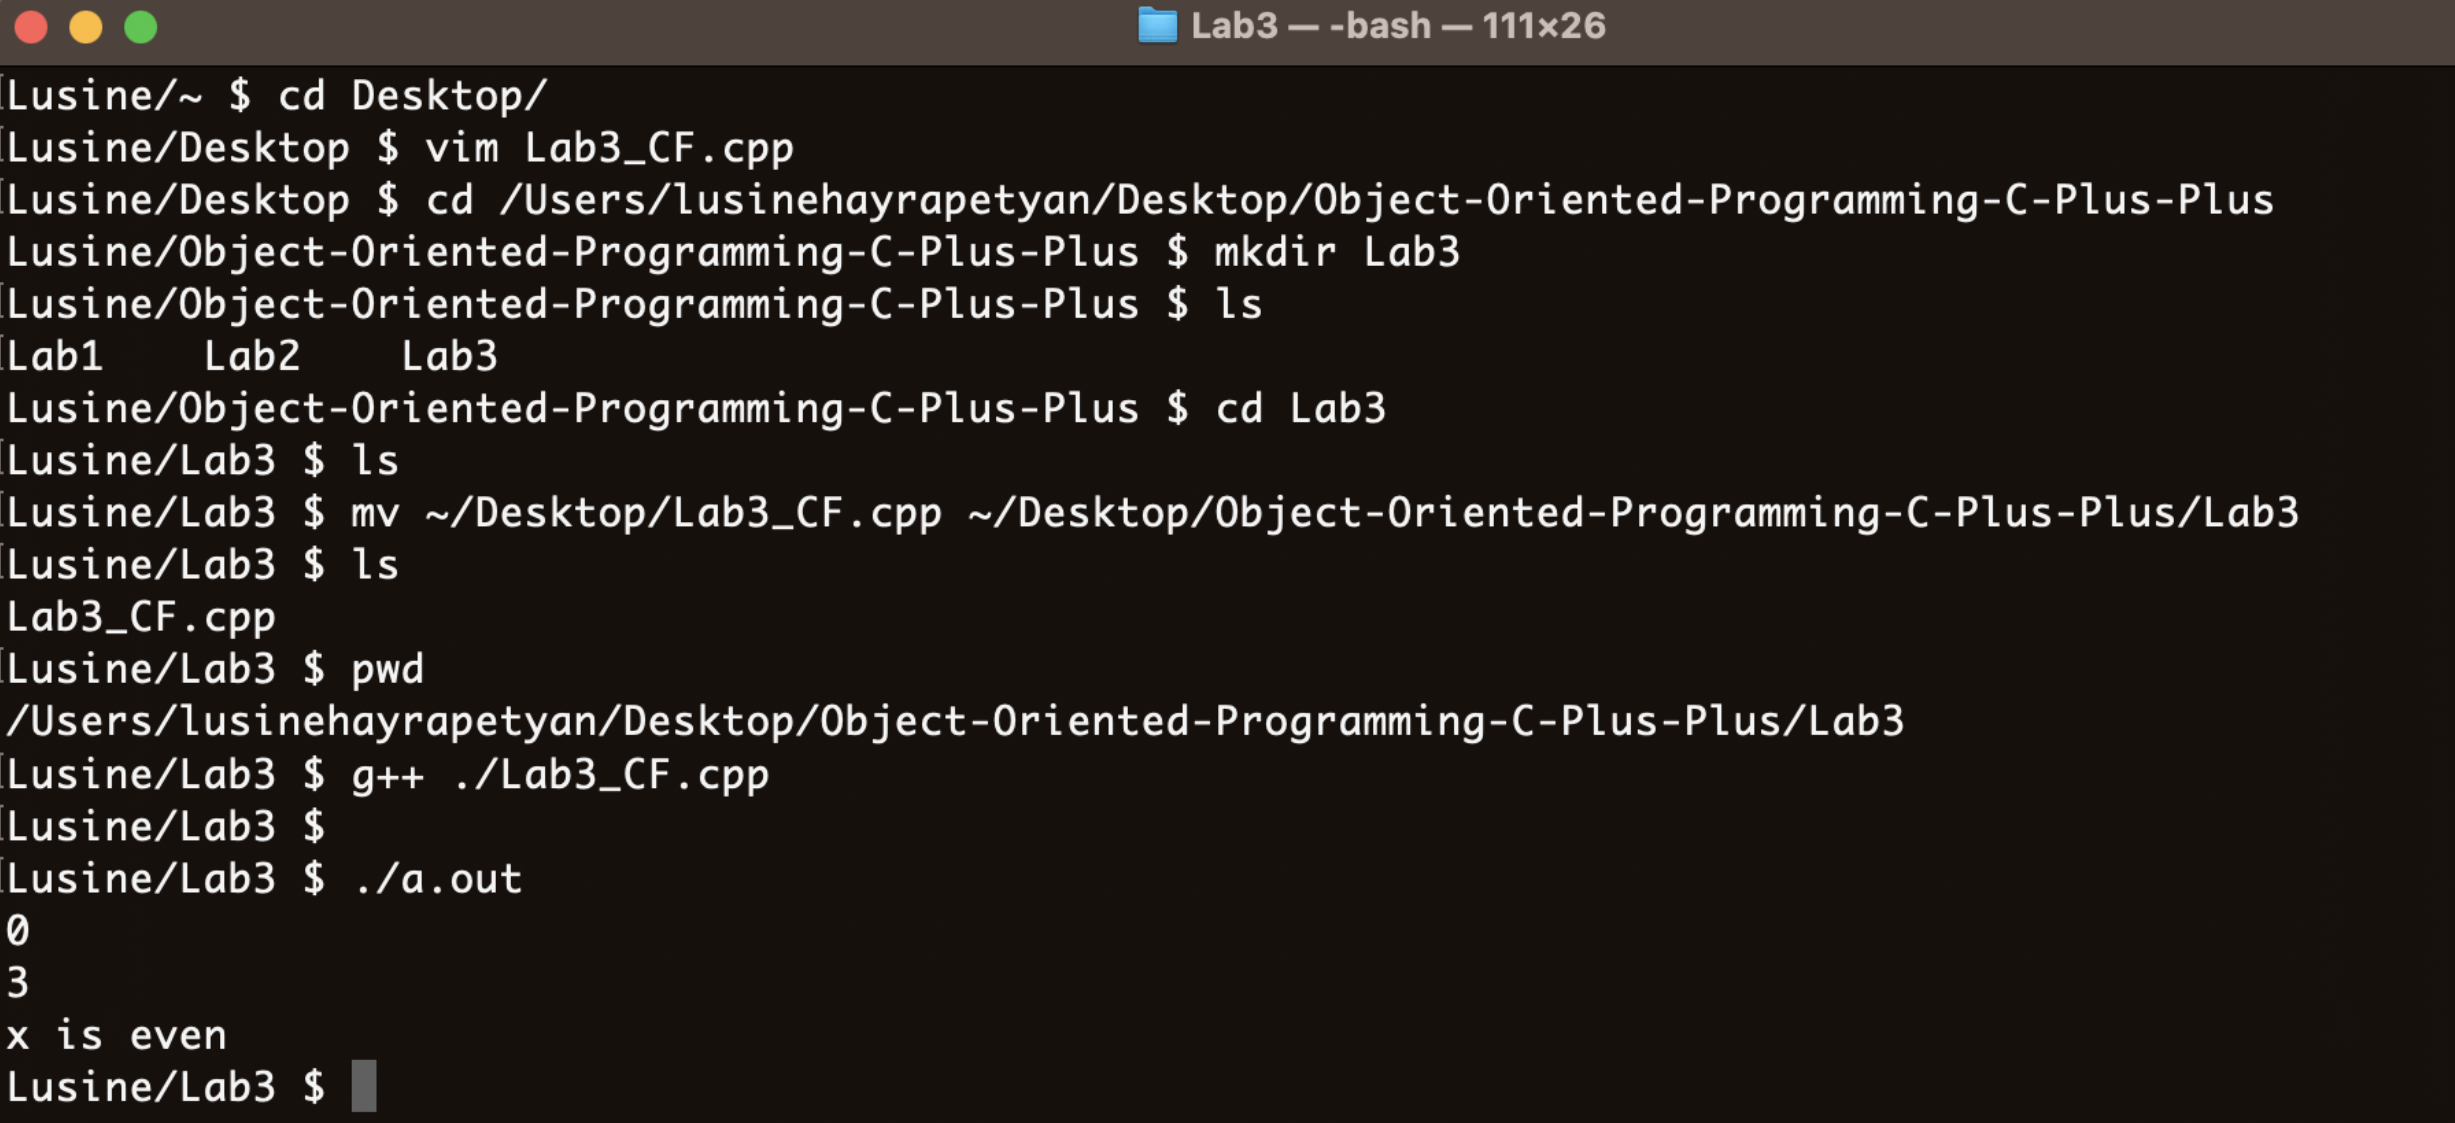 Lab3 — -bash — 111×26
Lusine/~ $ cd Desktop/
Lusine/Desktop $ vim Lab3_CF.cpp
Lusine/Desktop $ cd /Users/lusinehayrapetyan/Desktop/Object-Oriented-Programming-C-Plus-Plus
Lusine/Object-Oriented-Programming-C-Plus-Plus $ mkdir Lab3
Lusine/Object-Oriented-Programming-C-Plus-Plus $ ls
Lab1    Lab2    Lab3
Lusine/Object-Oriented-Programming-C-Plus-Plus $ cd Lab3
Lusine/Lab3 $ ls
Lusine/Lab3 $ mv ~/Desktop/Lab3_CF.cpp ~/Desktop/Object-Oriented-Programming-C-Plus-Plus/Lab3
Lusine/Lab3 $ ls
Lab3_CF.cpp
Lusine/Lab3 $ pwd
/Users/lusinehayrapetyan/Desktop/Object-Oriented-Programming-C-Plus-Plus/Lab3
Lusine/Lab3 $ g++ ./Lab3_CF.cpp
Lusine/Lab3 $
Lusine/Lab3 $ ./a.out
0
3
x is even
Lusine/Lab3 $